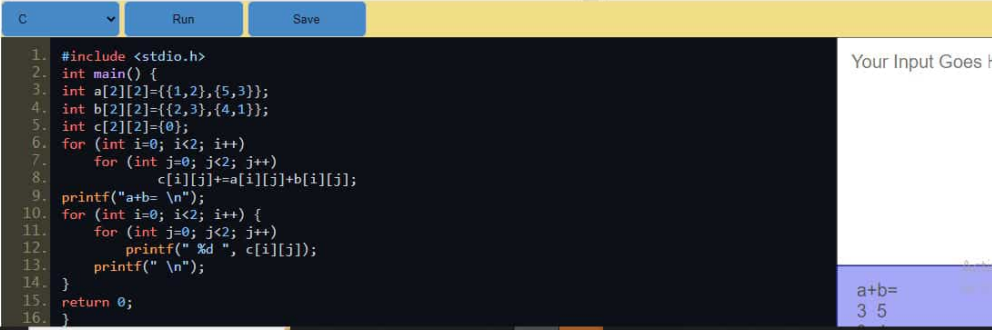 C Run Save
1. #include <stdio.h>
2. int main() {
3. int a[2][2]={{1,2},{5,3}};
4. int b[2][2]={{2,3},{4,1}};
5. int c[2][2]={0};
6. for (int i=0; i<2; i++)
7. for (int j=0; j<2; j++)
8. c[i][j]+=a[i][j]+b[i][j];
9. printf("a+b= \n");
10. for (int i=0; i<2; i++) {
11. for (int j=0; j<2; j++)
12. printf(" %d ", c[i][j]);
13. printf(" \n");
14. }
15. return 0;
16. }
Your Input Goes
a+b=
3 5